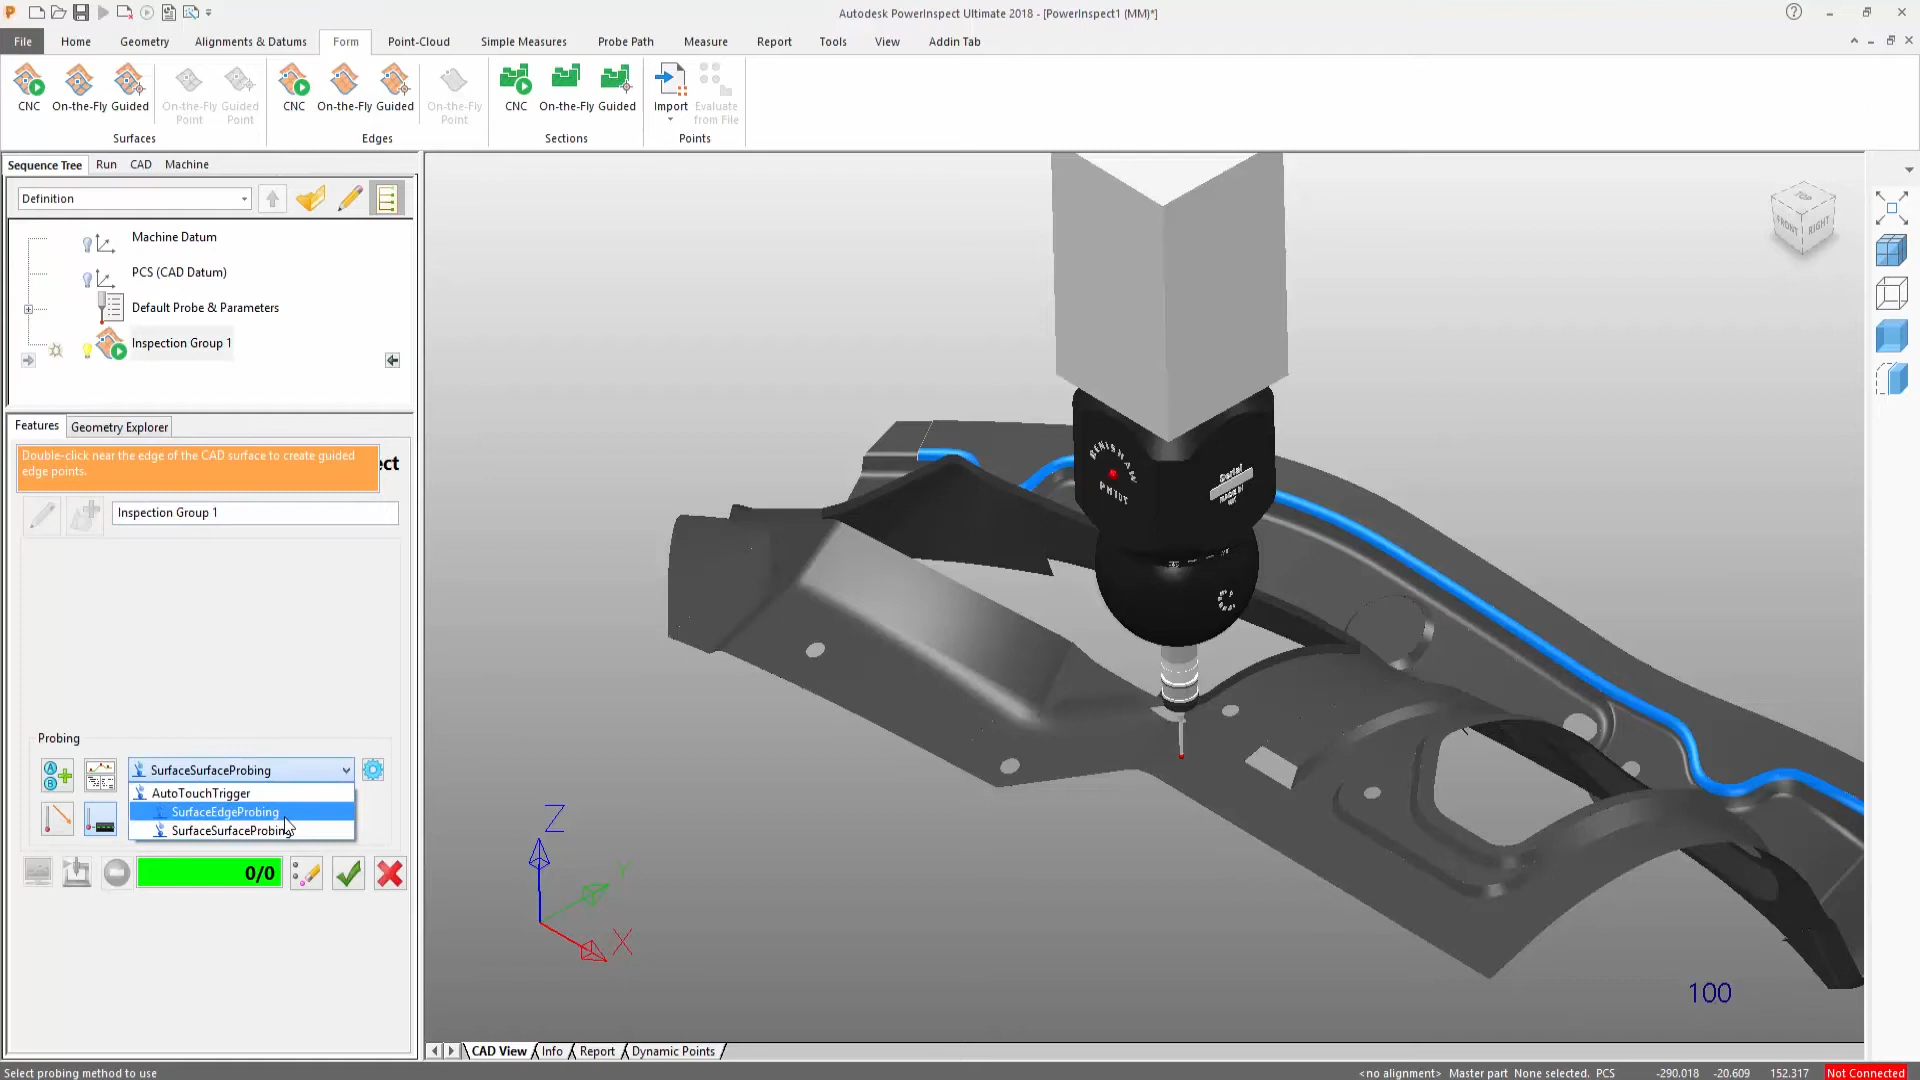 Autodesk PowerInspect Ultimate 2018 - [PowerInspect1 (MM)*]
File Home Geometry Alignments & Datums Form Point-Cloud Simple Measures Probe Path Measure Report Tools View Addin Tab
CNC On-the-Fly Guided On-the-Fly Point Guided Point CNC On-the-Fly Guided On-the-Fly Point CNC On-the-Fly Guided Import Evaluate from File
Surfaces Edges Sections Points
Sequence Tree Run CAD Machine
Definition
Machine Datum
PCS (CAD Datum)
Default Probe & Parameters
Inspection Group 1
Features Geometry Explorer
Double-click near the edge of the CAD surface to create guided
edge points.
ect
Inspection Group 1
Probing
SurfaceSurfaceProbing
AutoTouchTrigger
SurfaceEdgeProbing
SurfaceSurfaceProbing
0/0
TOP
FRONT RIGHT
RENISHAW
PH10T
Z
Y
X
100
CAD View Info Report Dynamic Points
Select probing method to use
<no alignment> Master part None selected. PCS -290.018 -20.609 152.317 Not Connected